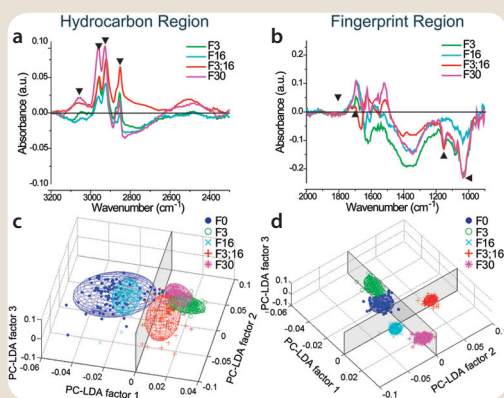 Hydrocarbon Region
Fingerprint Region
a
Absorbance (a.u.)
0.10
0.05
0.00
-0.05
-0.10
3200
2800
2400
Wavenumber (cm-1)
F3
F16
F3;16
F30
b
Absorbance (a.u.)
0.2
0.1
0.0
-0.1
-0.2
2000
1800
1600
1400
1200
1000
Wavenumber (cm-1)
F3
F16
F3;16
F30
c
F0
F3
F16
F3;16
F30
PC-LDA factor 3
0.1
0
-0.1
-0.06
-0.04
-0.02
0
0.02
0.04
PC-LDA factor 1
-0.1
0
0.1
PC-LDA factor 2
d
F0
F3
F16
F3;16
F30
PC-LDA factor 3
0.1
0
-0.1
-0.04
-0.02
0
0.02
PC-LDA factor 1
-0.10
-0.05
0
0.05
PC-LDA factor 2